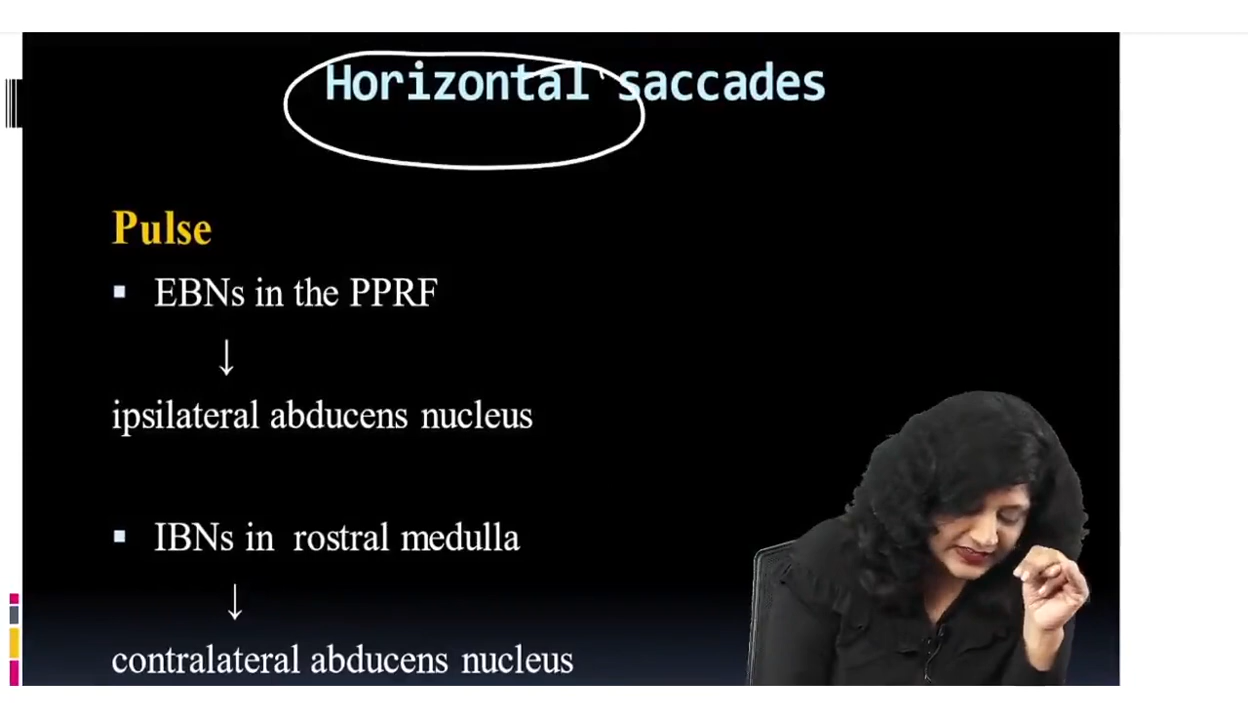 Horizontal saccades
Pulse
▪ EBNs in the PPRF
↓
ipsilateral abducens nucleus
▪ IBNs in rostral medulla
↓
contralateral abducens nucleus